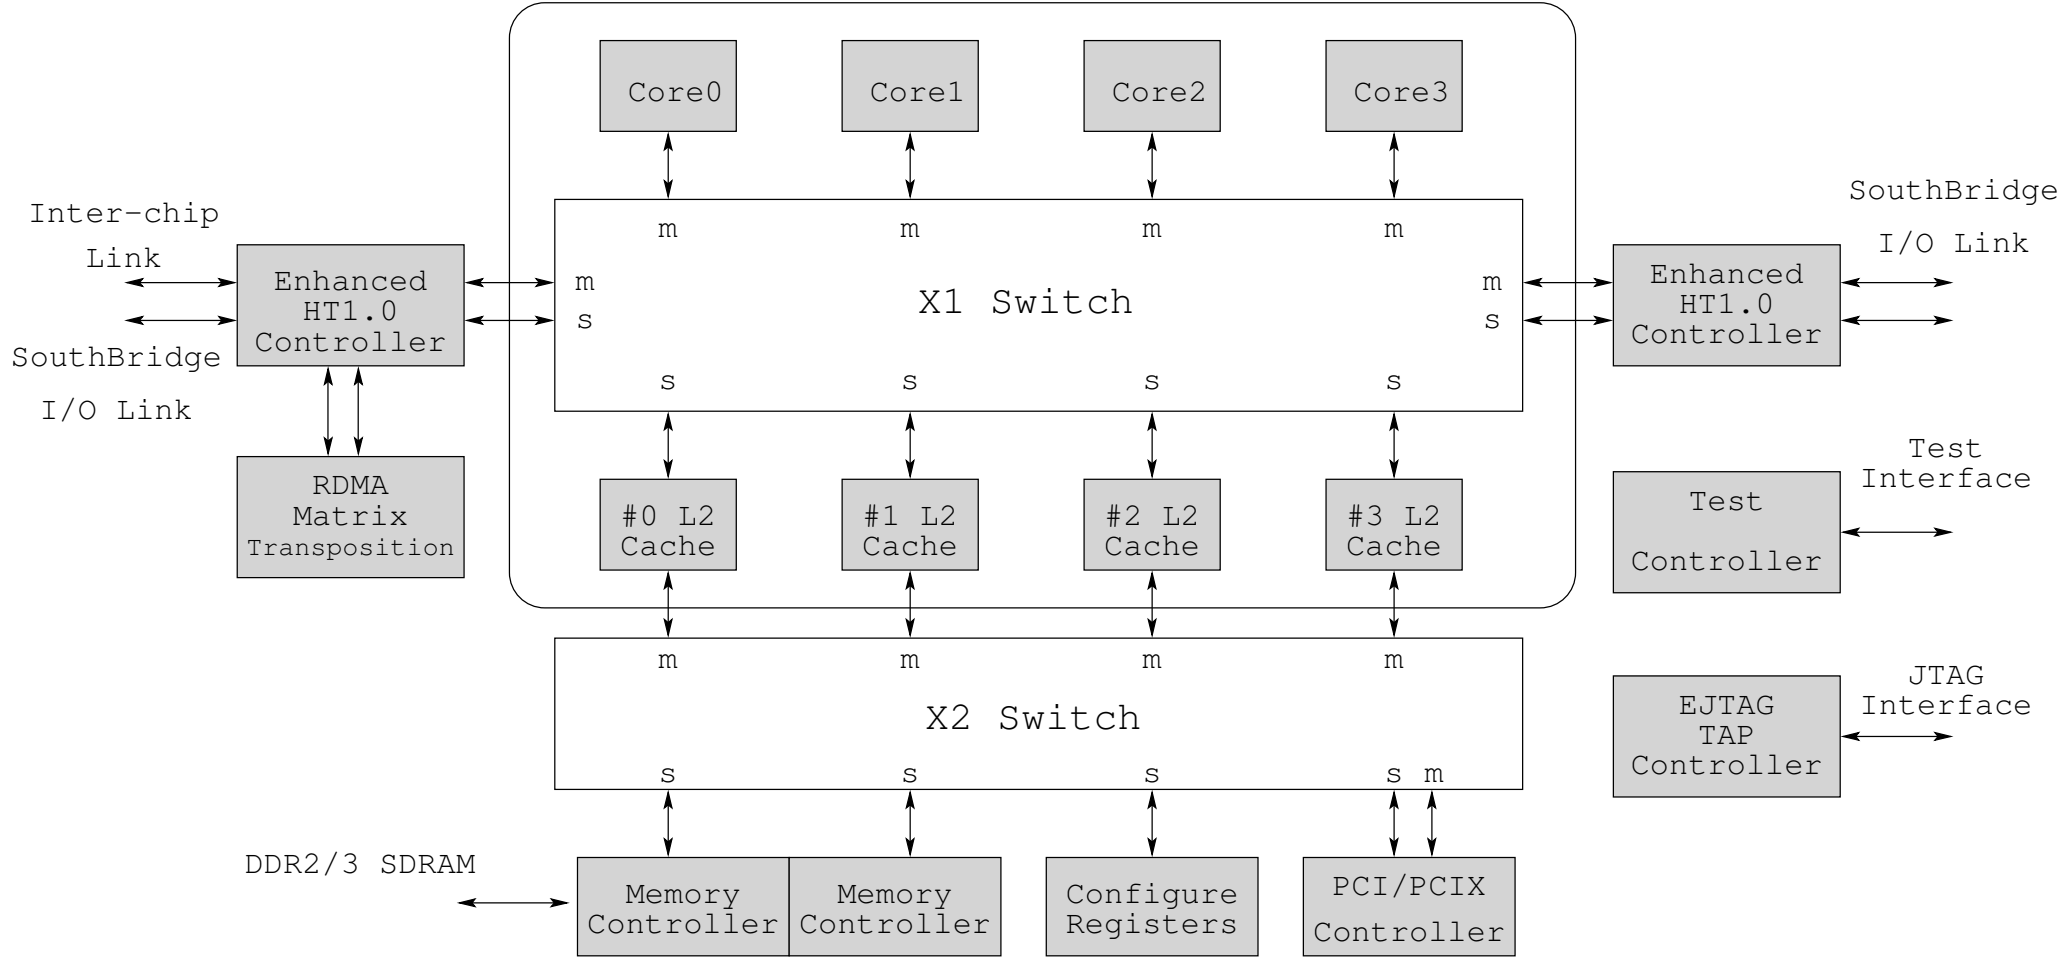 Core0
Core1
Core2
Core3
Inter-chip
Link
SouthBridge
I/O Link
m
m
m
m
Enhanced
HT1.0
Controller
m
s
X1 Switch
m
s
Enhanced
HT1.0
Controller
SouthBridge
I/O Link
s
s
s
s
RDMA
Matrix
Transposition
#0 L2
Cache
#1 L2
Cache
#2 L2
Cache
#3 L2
Cache
Test
Controller
Test
Interface
m
m
m
m
X2 Switch
s
s
s
s m
EJTAG
TAP
Controller
JTAG
Interface
DDR2/3 SDRAM
Memory
Controller
Memory
Controller
Configure
Registers
PCI/PCIX
Controller